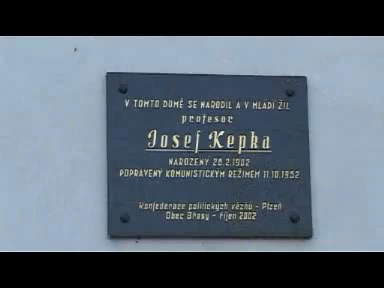 V TOMTO DOMĚ SE NARODIL A V MLÁDÍ ŽIL
profesor
Josef Kepka
NAROZENÝ 28.2.1902
POPRAVENÝ KOMUNISTICKÝM REŽIMEM 11.10.1952
Konfederace politických vězňů - Plzeň
Obec Břasy - říjen 2002